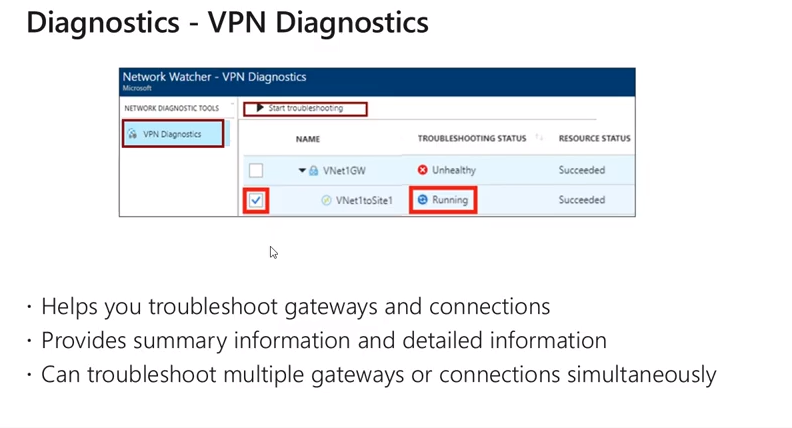 Diagnostics - VPN Diagnostics
Network Watcher - VPN Diagnostics
Microsoft
NETWORK DIAGNOSTIC TOOLS
VPN Diagnostics
Start troubleshooting
NAME TROUBLESHOOTING STATUS RESOURCE STATUS
VNet1GW Unhealthy Succeeded
VNet1toSite1 Running Succeeded
· Helps you troubleshoot gateways and connections
· Provides summary information and detailed information
· Can troubleshoot multiple gateways or connections simultaneously